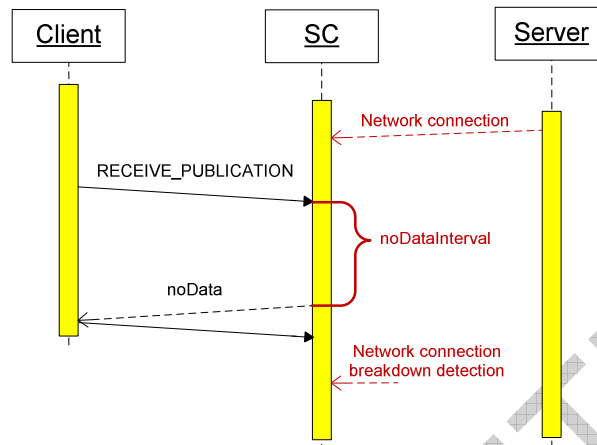 Client
SC
Server
Network connection
RECEIVE_PUBLICATION
noDataInterval
noData
Network connection
breakdown detection